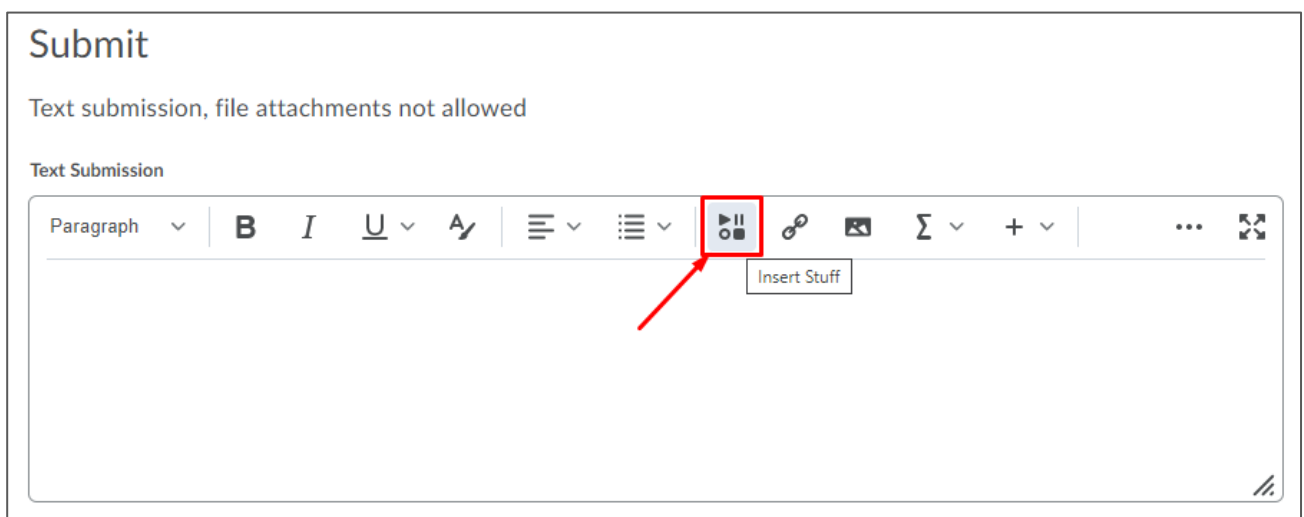 Submit
Text submission, file attachments not allowed
Text Submission
Paragraph B I U A Σ + ...
Insert Stuff